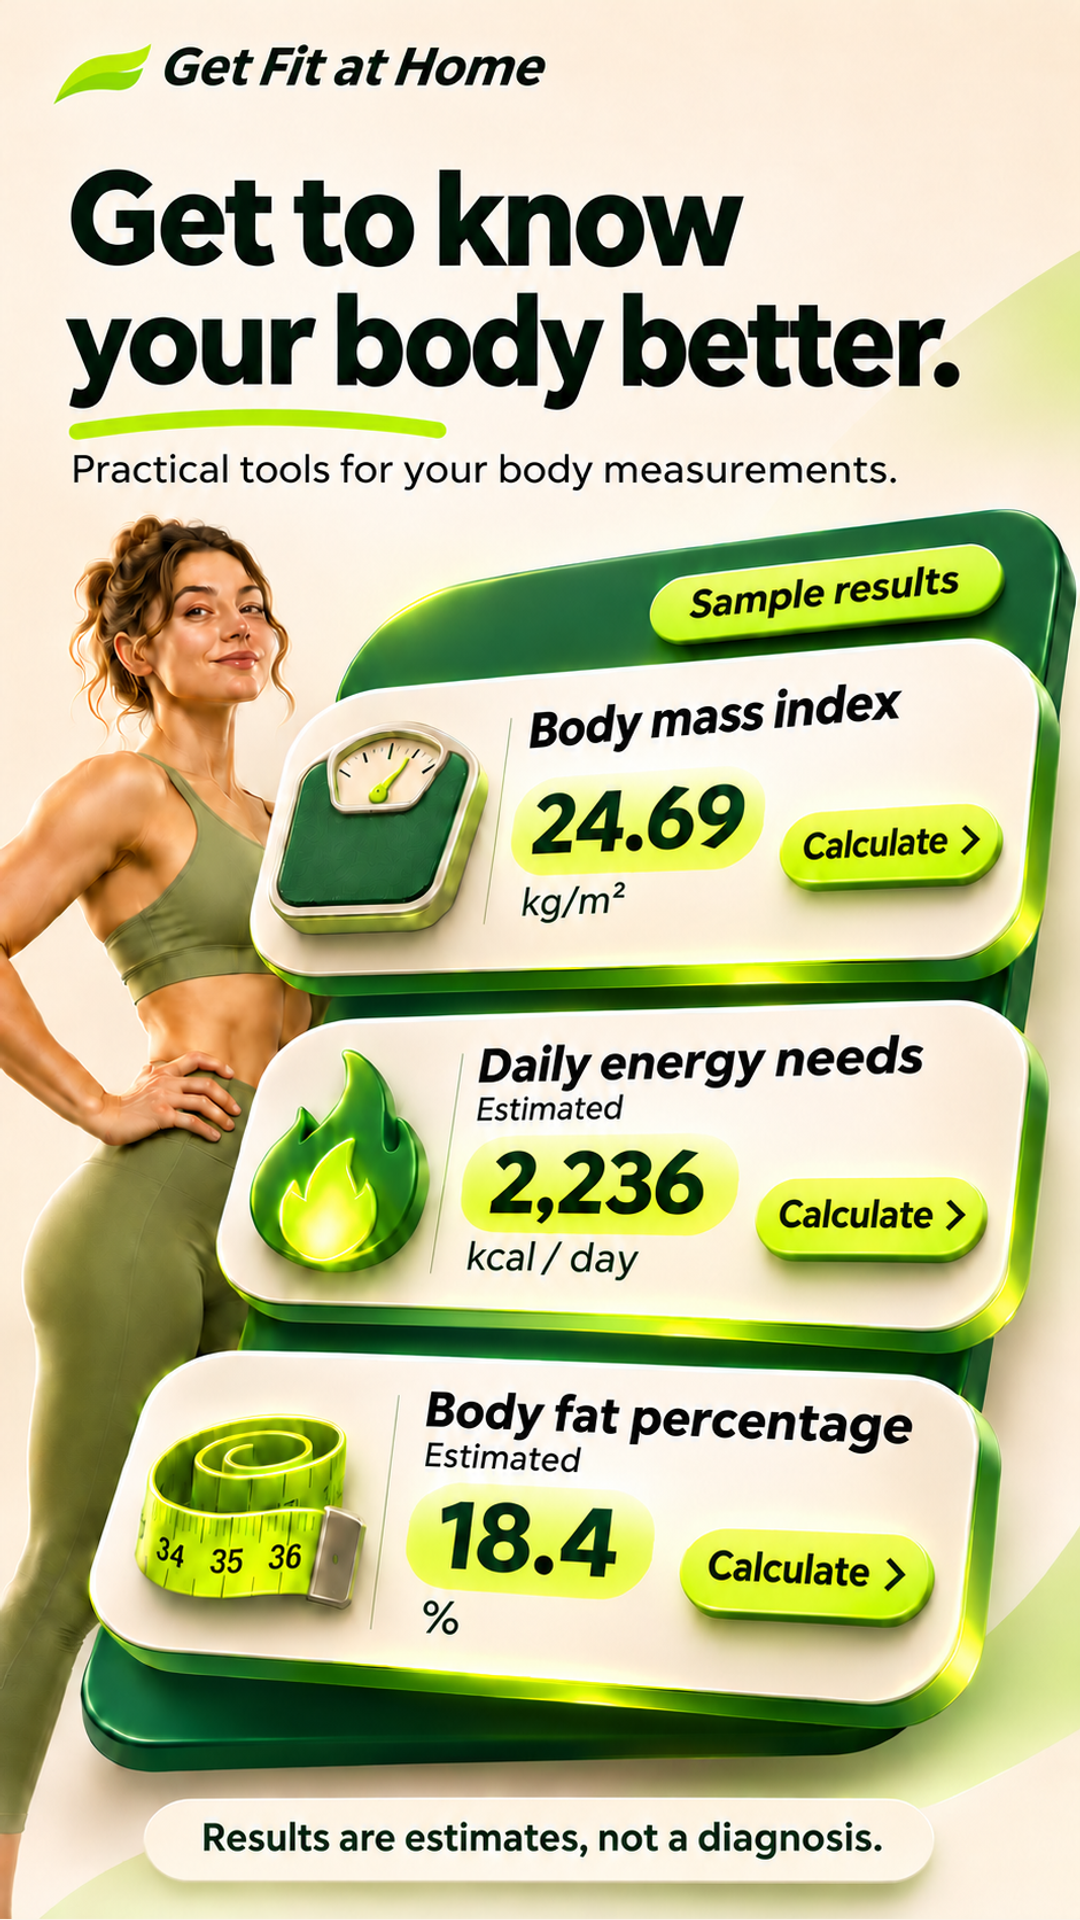 Get Fit at Home
Get to know
your body better.
Practical tools for your body measurements.
Sample results
Body mass index
24.69
kg/m²
Calculate >
Daily energy needs
Estimated
2,236
kcal / day
Calculate >
Body fat percentage
Estimated
18.4
%
Calculate >
34 35 36
Results are estimates, not a diagnosis.